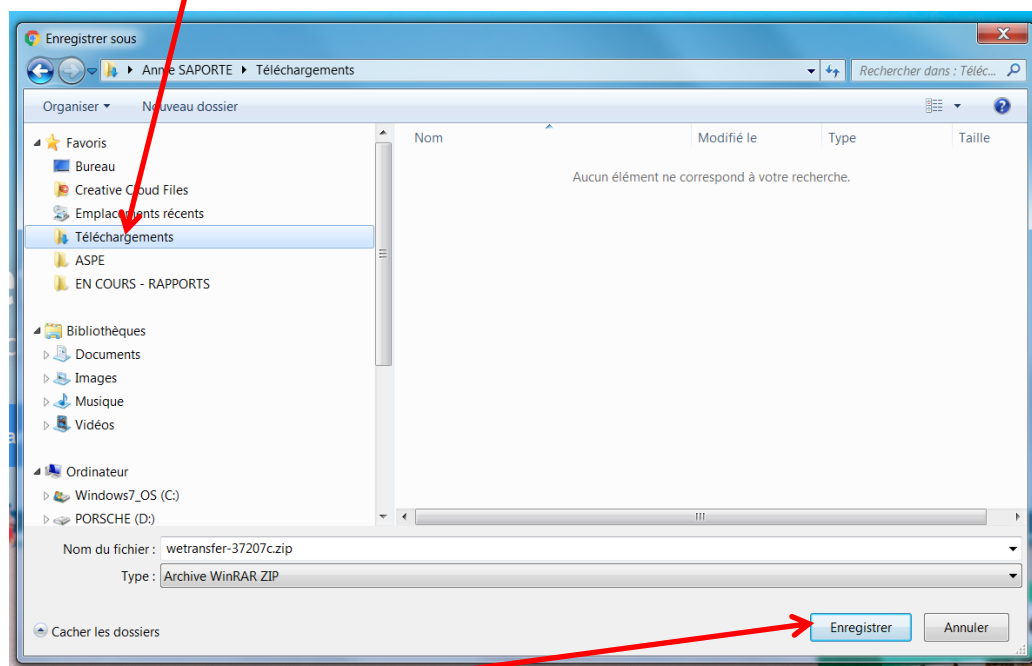 Enregistrer sous
Annie SAPORTE Téléchargements
Rechercher dans : Téléc...
Organiser Nouveau dossier
Nom Modifié le Type Taille
Aucun élément ne correspond à votre recherche.
Favoris
Bureau
Creative Cloud Files
Emplacements récents
Téléchargements
ASPE
EN COURS - RAPPORTS
Bibliothèques
Documents
Images
Musique
Vidéos
Ordinateur
Windows7_OS (C:)
PORSCHE (D:)
Nom du fichier : wetransfer-37207c.zip
Type : Archive WinRAR ZIP
Cacher les dossiers
Enregistrer Annuler